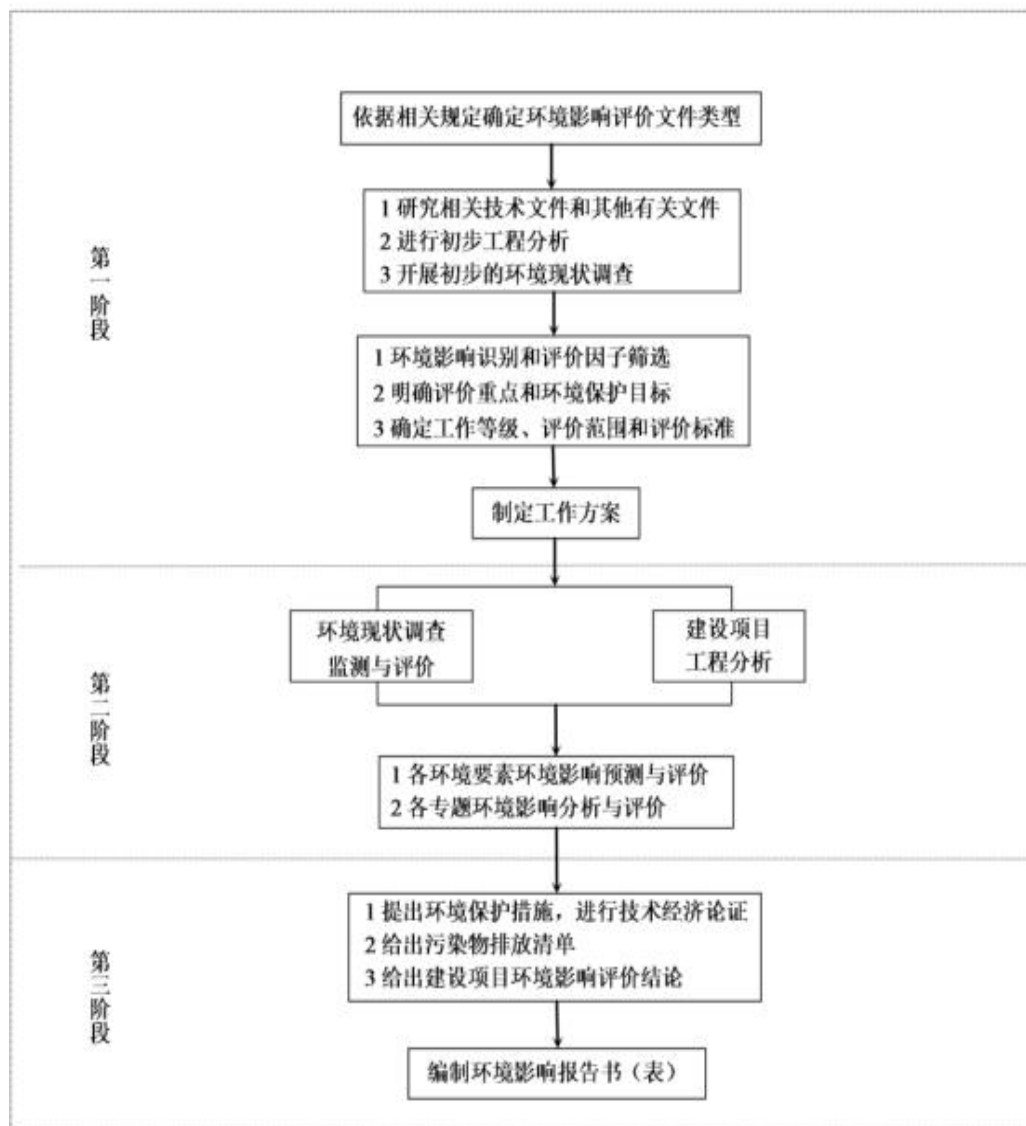 依据相关规定确定环境影响评价文件类型
1 研究相关技术文件和其他有关文件
2 进行初步工程分析
3 开展初步的环境现状调查
第一阶段
1 环境影响识别和评价因子筛选
2 明确评价重点和环境保护目标
3 确定工作等级、评价范围和评价标准
制定工作方案
环境现状调查
监测与评价
建设项目
工程分析
第二阶段
1 各环境要素环境影响预测与评价
2 各专题环境影响分析与评价
1 提出环境保护措施，进行技术经济论证
2 给出污染物排放清单
3 给出建设项目环境影响评价结论
第三阶段
编制环境影响报告书（表）